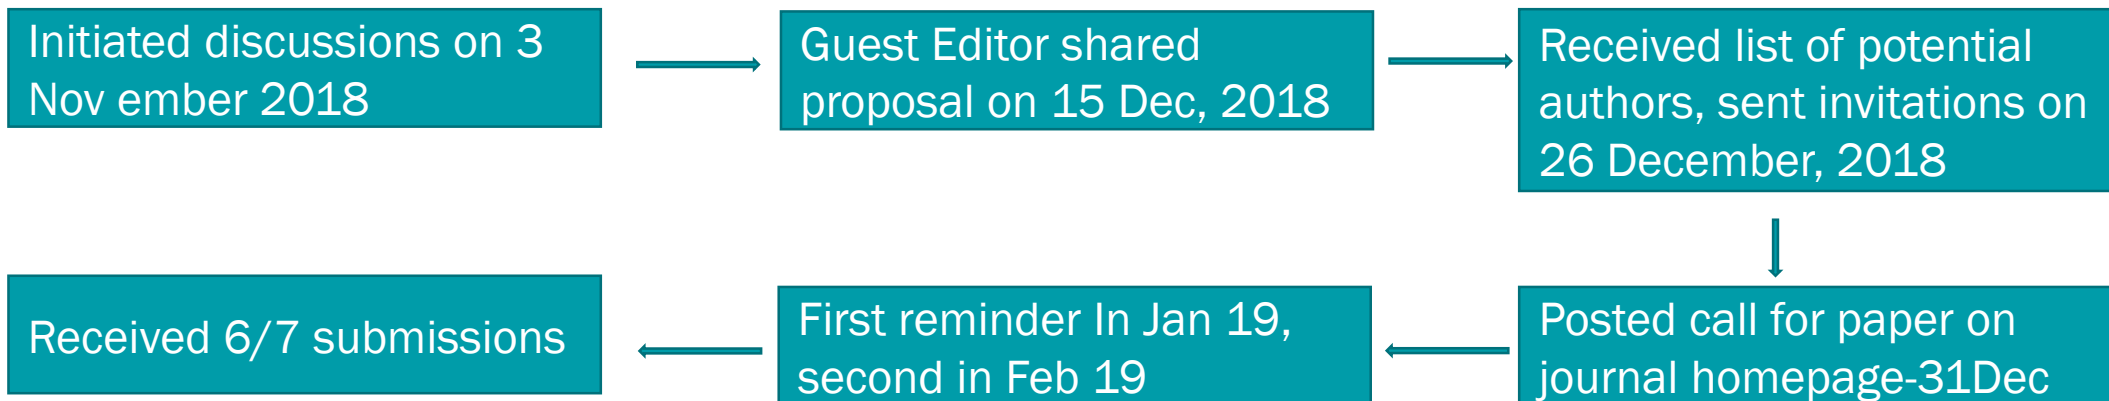 Initiated discussions on 3
Nov ember 2018
Guest Editor shared
proposal on 15 Dec, 2018
Received list of potential
authors, sent invitations on
26 December, 2018
Posted call for paper on
journal homepage-31Dec
First reminder In Jan 19,
second in Feb 19
Received 6/7 submissions